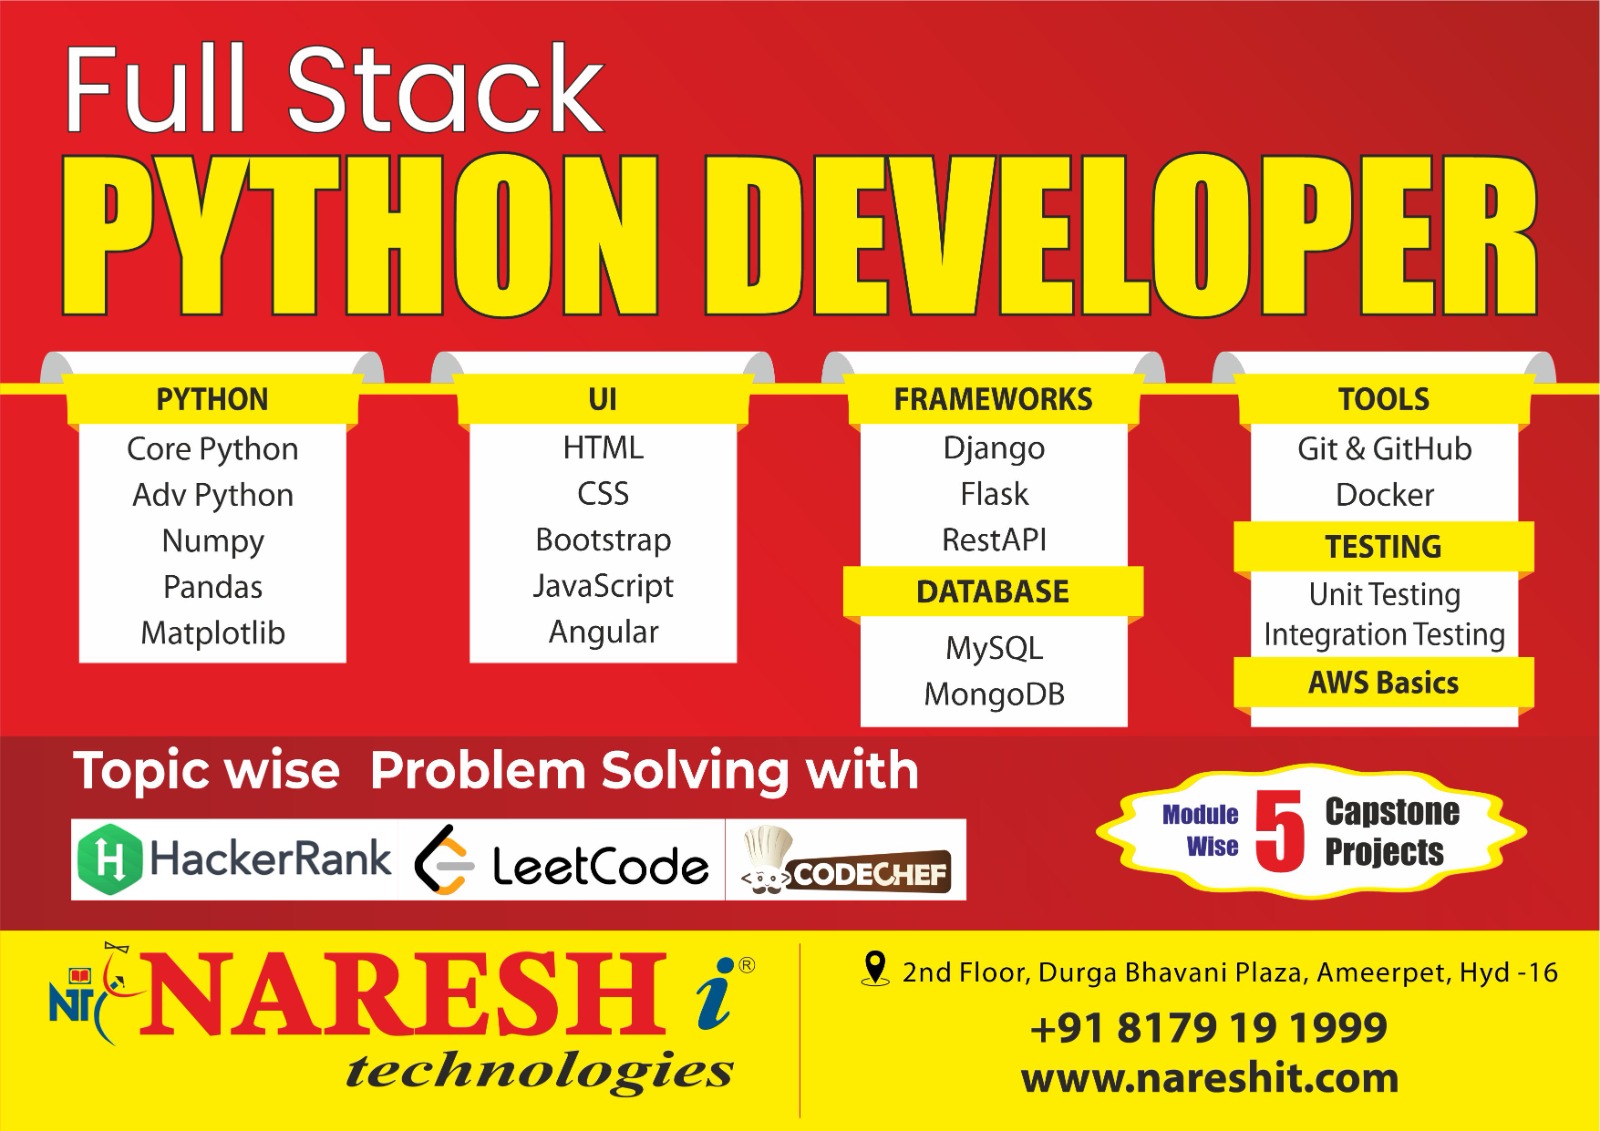 Full Stack
PYTHON DEVELOPER
PYTHON
Core Python
Adv Python
Numpy
Pandas
Matplotlib
UI
HTML
CSS
Bootstrap
JavaScript
Angular
FRAMEWORKS
Django
Flask
RestAPI
DATABASE
MySQL
MongoDB
TOOLS
Git & GitHub
Docker
TESTING
Unit Testing
Integration Testing
AWS Basics
Topic wise Problem Solving with
HackerRank
LeetCode
CODECHEF
Module
Wise
5
Capstone
Projects
NT
NARESH i®
technologies
2nd Floor, Durga Bhavani Plaza, Ameerpet, Hyd -16
+91 8179 19 1999
www.nareshit.com